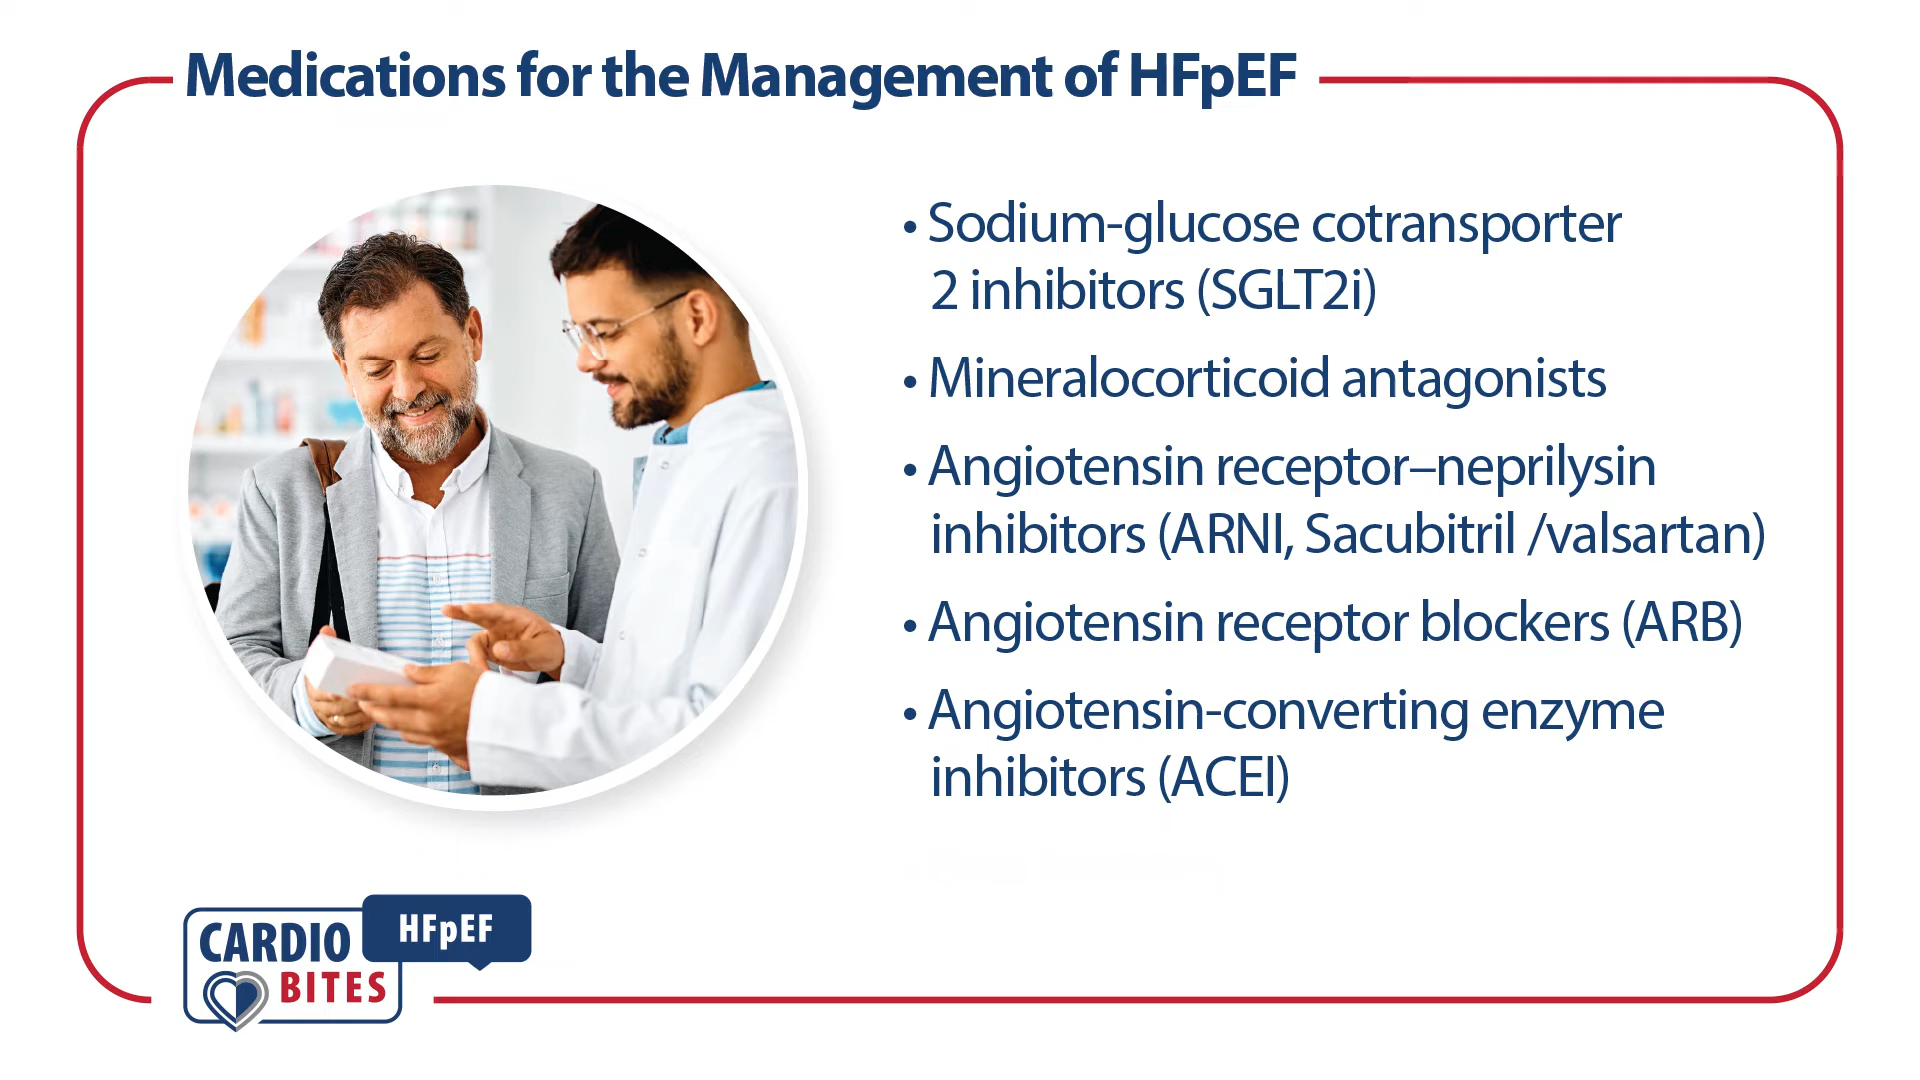 Medications for the Management of HFpEF
• Sodium-glucose cotransporter
2 inhibitors (SGLT2i)
• Mineralocorticoid antagonists
• Angiotensin receptor–neprilysin
inhibitors (ARNI, Sacubitril /valsartan)
• Angiotensin receptor blockers (ARB)
• Angiotensin-converting enzyme
inhibitors (ACEI)
HFpEF
CARDIO
BITES